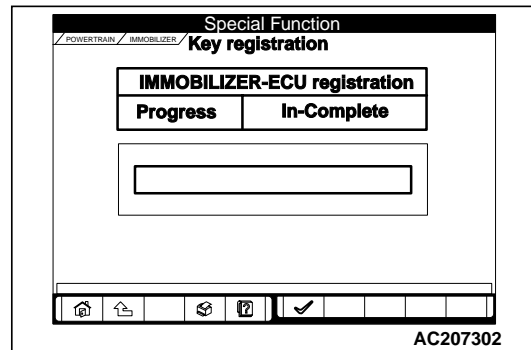 Special Function
POWERTRAIN IMMOBILIZER Key registration
IMMOBILIZER-ECU registration
Progress In-Complete
AC207302